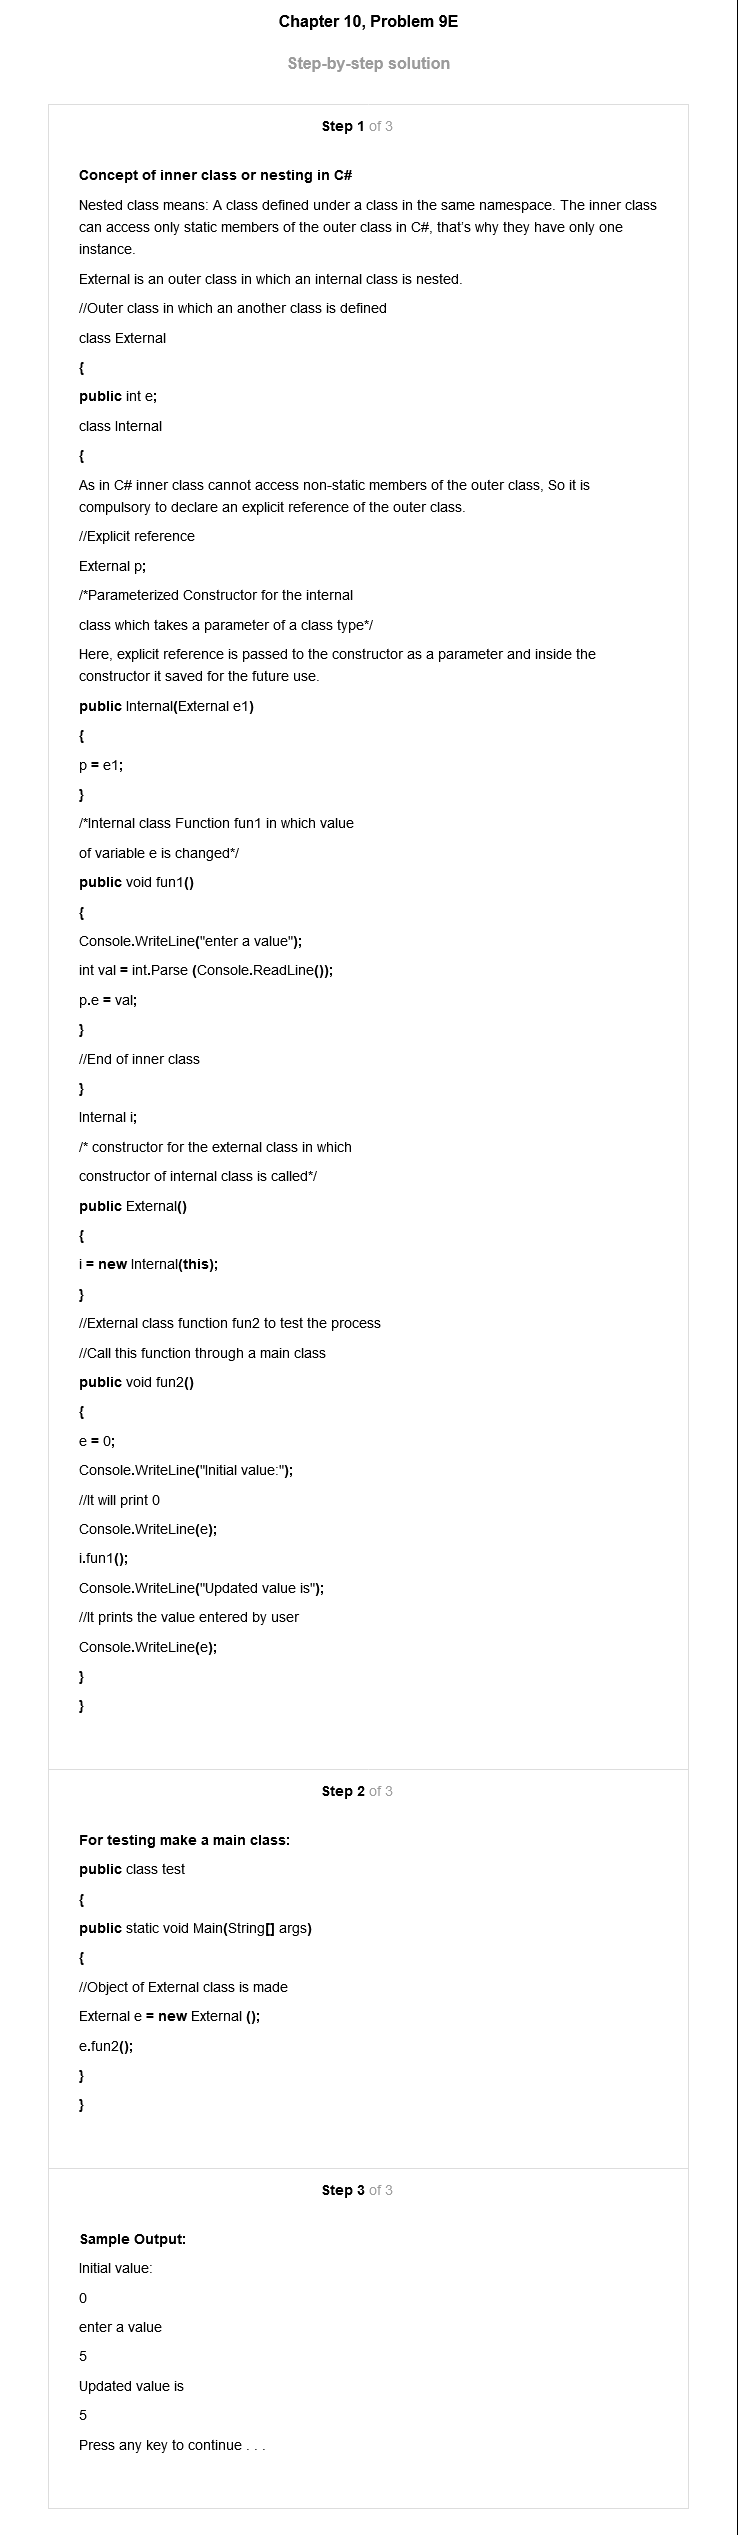 Chapter 10, Problem 9E
Step-by-step solution
Step 1 of 3
Concept of inner class or nesting in C#
Nested class means: A class defined under a class in the same namespace. The inner class
can access only static members of the outer class in C#, that's why they have only one
instance.
External is an outer class in which an internal class is nested.
//Outer class in which an another class is defined
class External
{
public int e;
class Internal
{
As in C# inner class cannot access non-static members of the outer class, So it is
compulsory to declare an explicit reference of the outer class.
//Explicit reference
External p;
/*Parameterized Constructor for the internal
class which takes a parameter of a class type*/
Here, explicit reference is passed to the constructor as a parameter and inside the
constructor it saved for the future use.
public Internal(External e1)
{
p = e1;
}
/*Internal class Function fun1 in which value
of variable e is changed*/
public void fun1()
{
Console.WriteLine("enter a value");
int val = int.Parse (Console.ReadLine());
p.e = val;
}
//End of inner class
}
Internal i;
/* constructor for the external class in which
constructor of internal class is called*/
public External()
{
i = new Internal(this);
}
//External class function fun2 to test the process
//Call this function through a main class
public void fun2()
{
e = 0;
Console.WriteLine("Initial value:");
//It will print 0
Console.WriteLine(e);
i.fun1();
Console.WriteLine("Updated value is");
//It prints the value entered by user
Console.WriteLine(e);
}
}
Step 2 of 3
For testing make a main class:
public class test
{
public static void Main(String[] args)
{
//Object of External class is made
External e = new External ();
e.fun2();
}
}
Step 3 of 3
Sample Output:
Initial value:
0
enter a value
5
Updated value is
5
Press any key to continue . . .